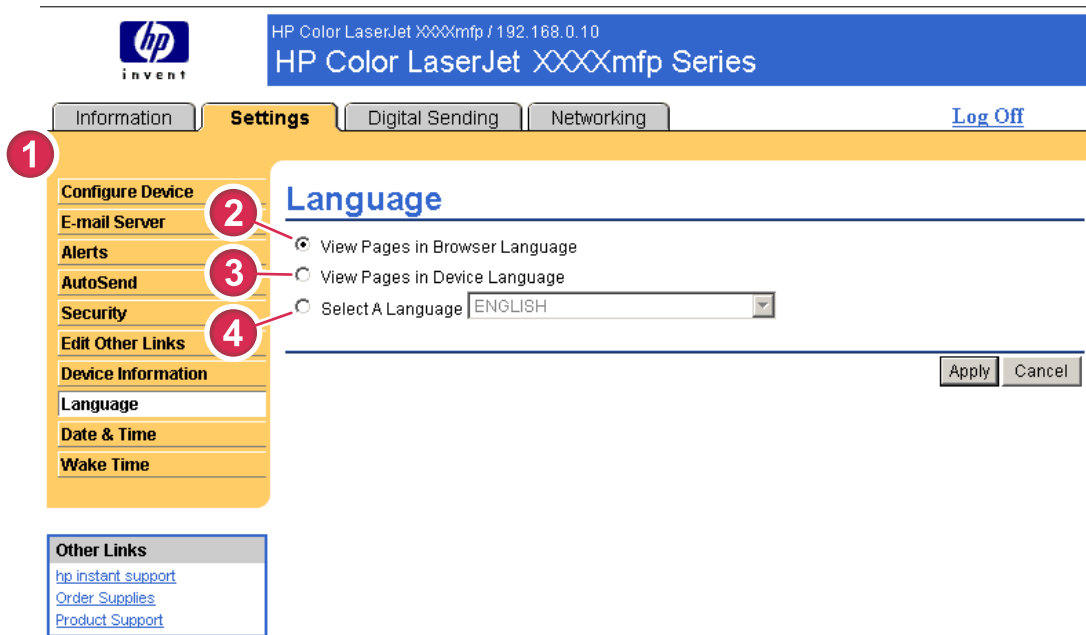 hp
invent
HP Color LaserJet XXXXmfp / 192.168.0.10
HP Color LaserJet XXXXmfp Series
Information
Settings
Digital Sending
Networking
Log Off
1
Configure Device
E-mail Server
Alerts
AutoSend
Security
Edit Other Links
Device Information
Language
Date & Time
Wake Time
Language
2
View Pages in Browser Language
3
View Pages in Device Language
4
Select A Language ENGLISH
Apply Cancel
Other Links
hp instant support
Order Supplies
Product Support